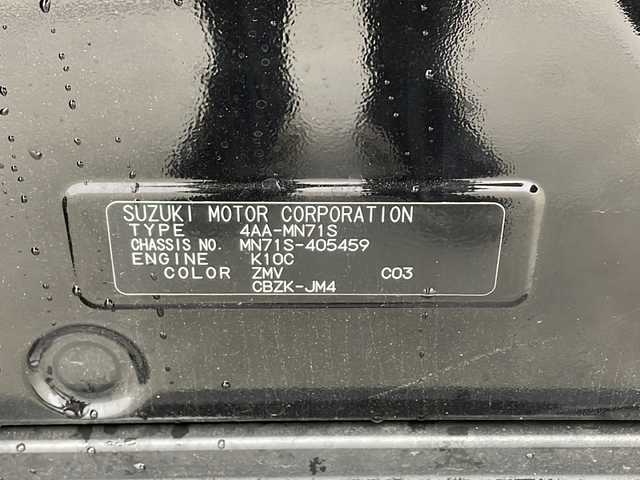 SUZUKI MOTOR CORPORATION
TYPE 4AA-MN71S
CHASSIS NO. MN71S-405459
ENGINE K10C
COLOR ZMV C03
CBZK-JM4